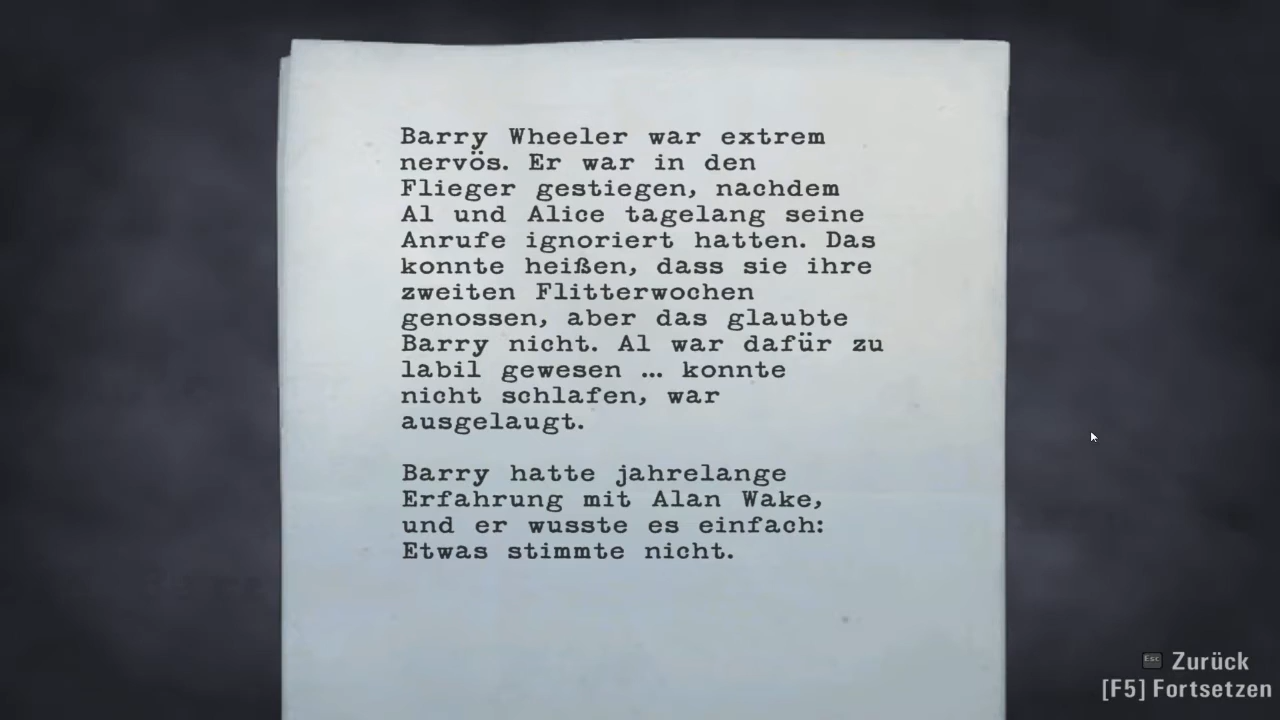 Barry Wheeler war extrem
nervös. Er war in den
Flieger gestiegen, nachdem
Al und Alice tagelang seine
Anrufe ignoriert hatten. Das
konnte heißen, dass sie ihre
zweiten Flitterwochen
genossen, aber das glaubte
Barry nicht. Al war dafür zu
labil gewesen … konnte
nicht schlafen, war
ausgelaugt.
Barry hatte jahrelange
Erfahrung mit Alan Wake,
und er wusste es einfach:
Etwas stimmte nicht.
Esc Zurück
[F5] Fortsetzen